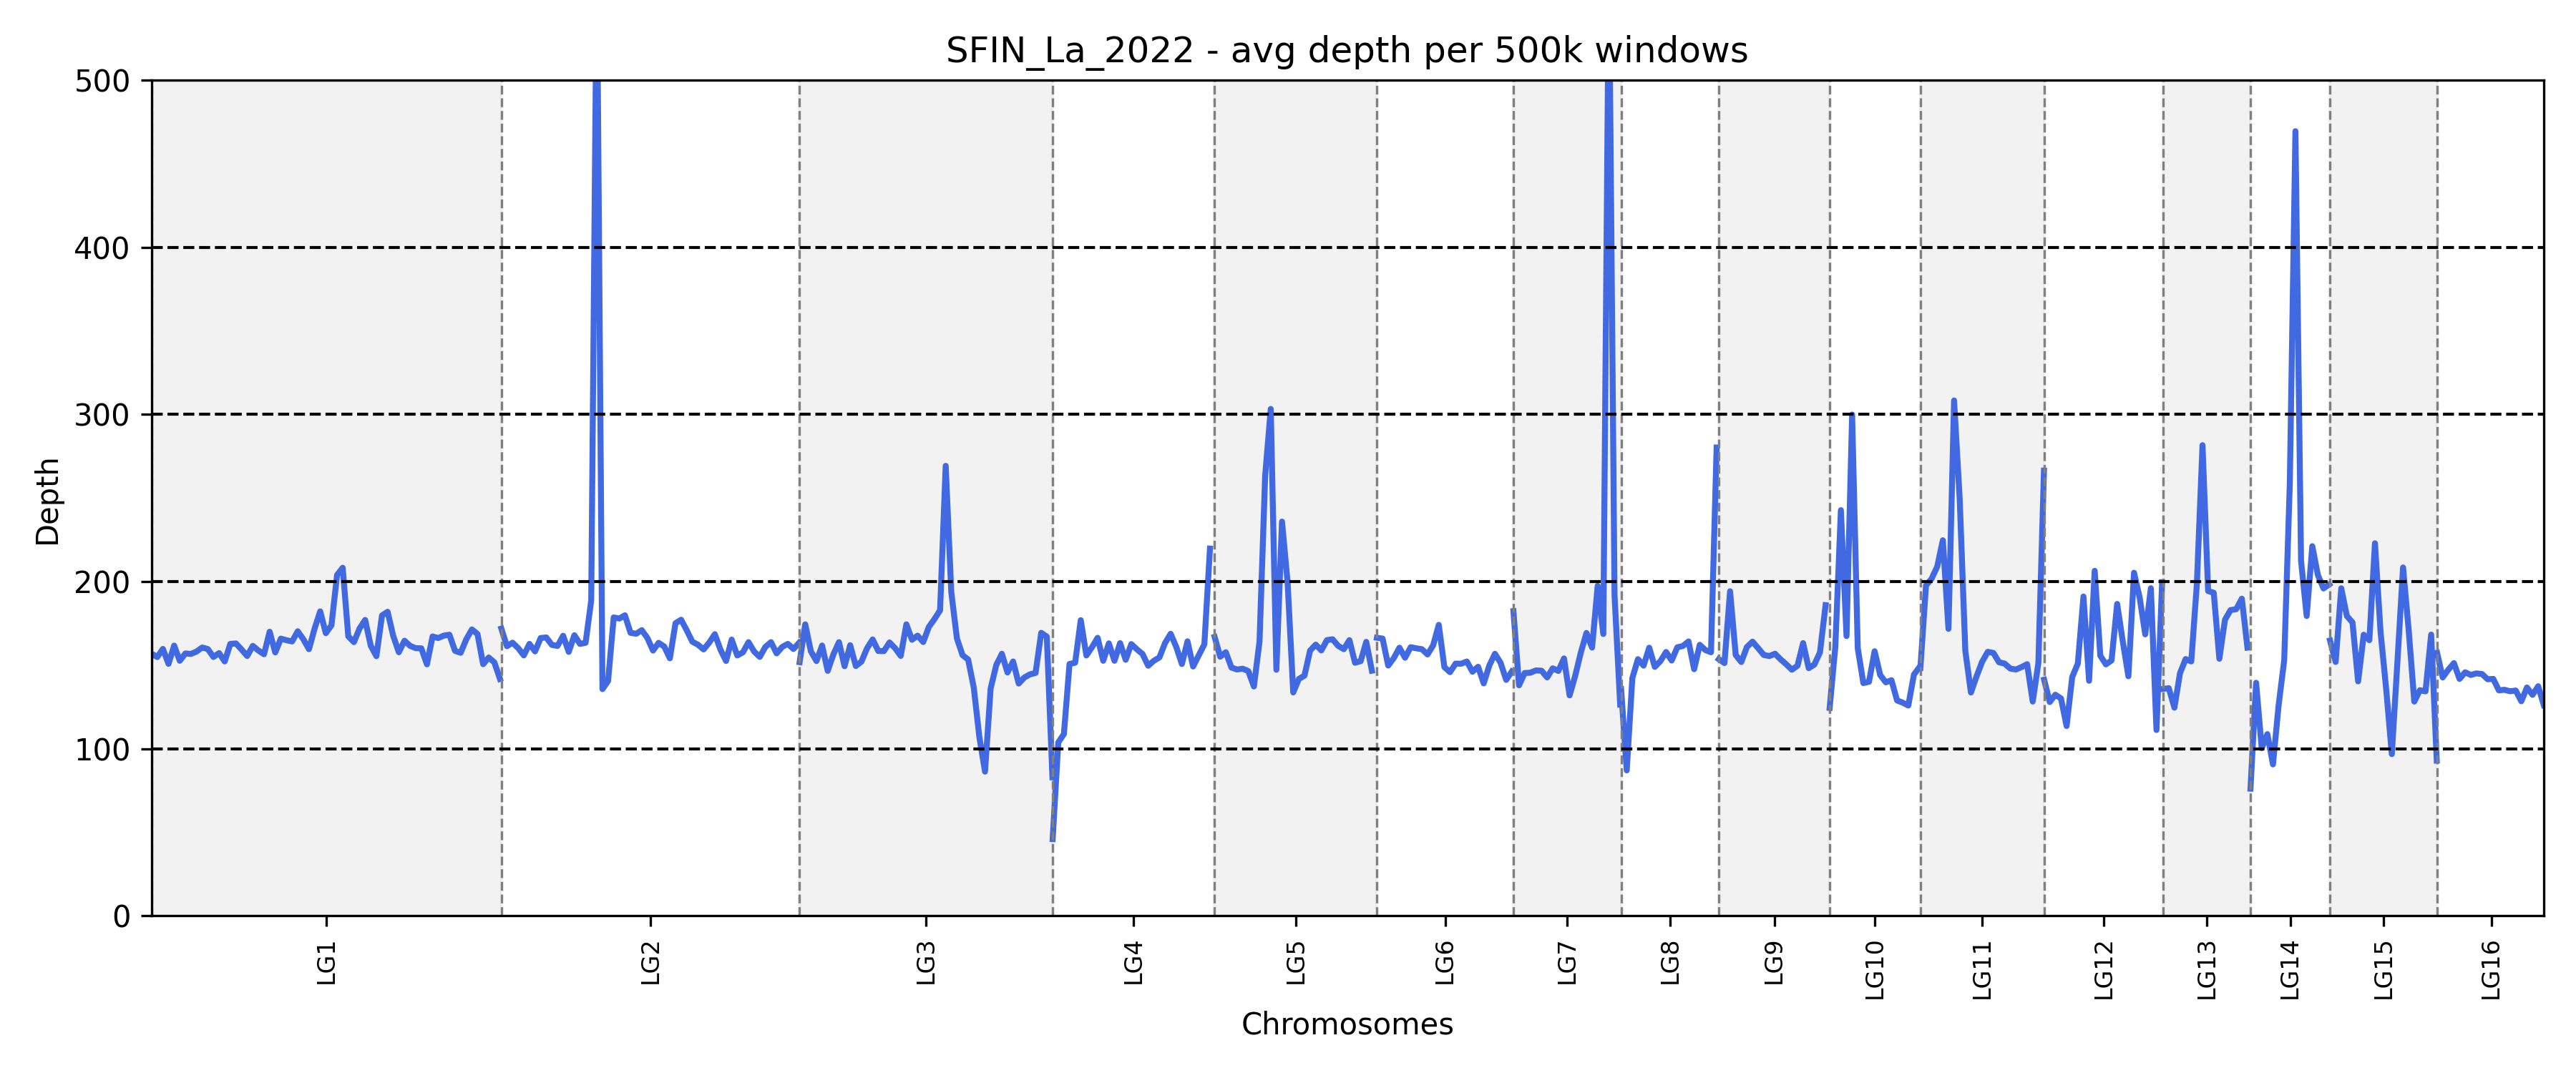 SFIN_La_2022 - avg depth per 500k windows
500
400
300
200
100
0
Depth
LG1
LG2
LG3
LG4
LG5
LG6
LG7
LG8
LG9
LG10
LG11
LG12
LG13
LG14
LG15
LG16
Chromosomes